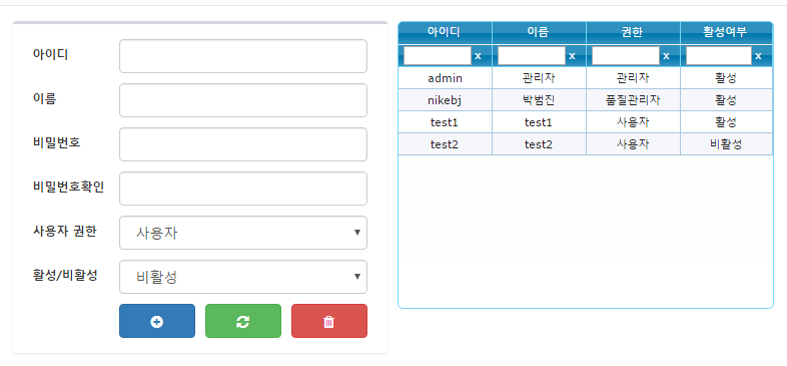 아이디
이름
비밀번호
비밀번호확인
사용자 권한 사용자
활성/비활성 비활성
아이디 이름 권한 활성여부
x x x x
admin 관리자 관리자 활성
nikebj 박범진 품질관리자 활성
test1 test1 사용자 활성
test2 test2 사용자 비활성